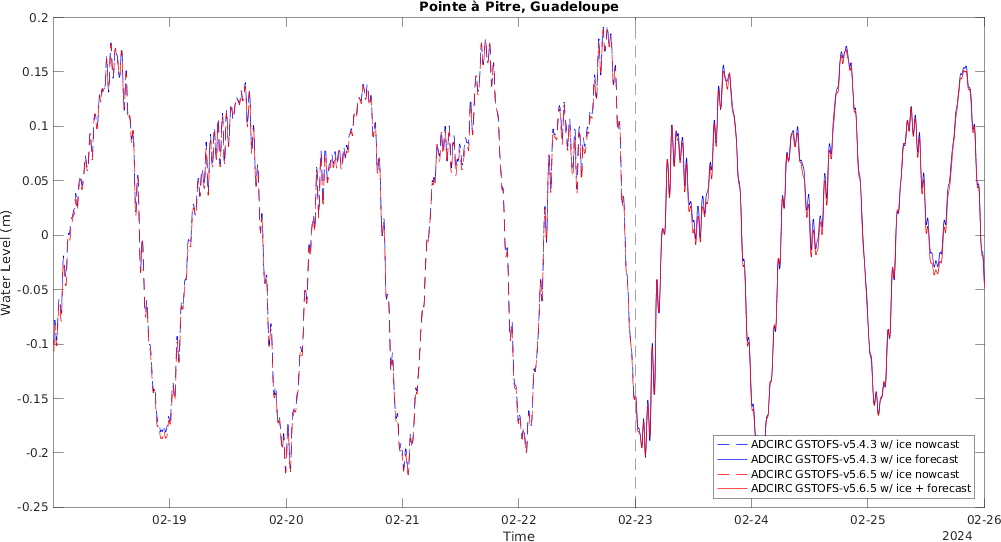 Pointe à Pitre, Guadeloupe
0.2
0.15
0.1
0.05
0
-0.05
-0.1
-0.15
-0.2
-0.25
Water Level (m)
ADCIRC GSTOFS-v5.4.3 w/ ice nowcast
ADCIRC GSTOFS-v5.4.3 w/ ice forecast
ADCIRC GSTOFS-v5.6.5 w/ ice nowcast
ADCIRC GSTOFS-v5.6.5 w/ ice + forecast
02-19 02-20 02-21 02-22 02-23 02-24 02-25 02-26
Time
2024